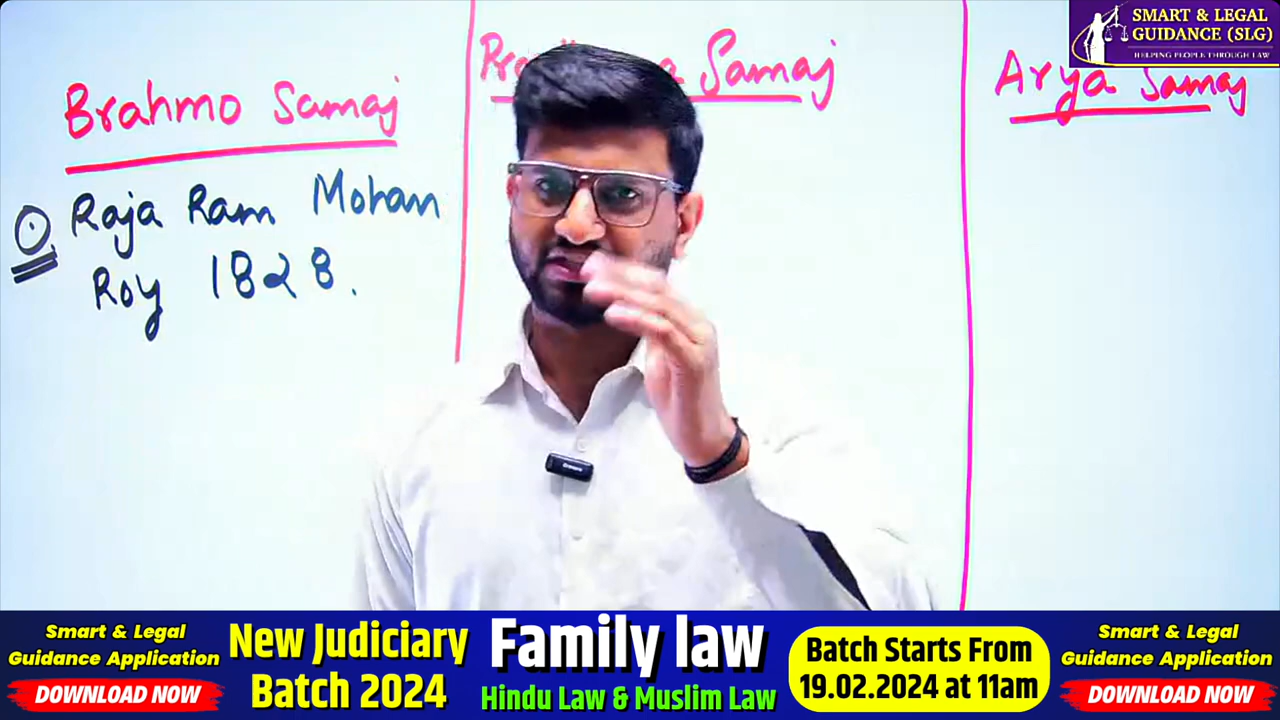 SMART & LEGAL
GUIDANCE (SLG)
HELPING PEOPLE THROUGH LAW
Brahmo Samaj
Samaj
Arya Samaj
Raja Ram Mohan
Roy 1828.
Smart & Legal
Guidance Application
DOWNLOAD NOW
New Judiciary
Batch 2024
Family law
Hindu Law & Muslim Law
Batch Starts From
19.02.2024 at 11am
Smart & Legal
Guidance Application
DOWNLOAD NOW